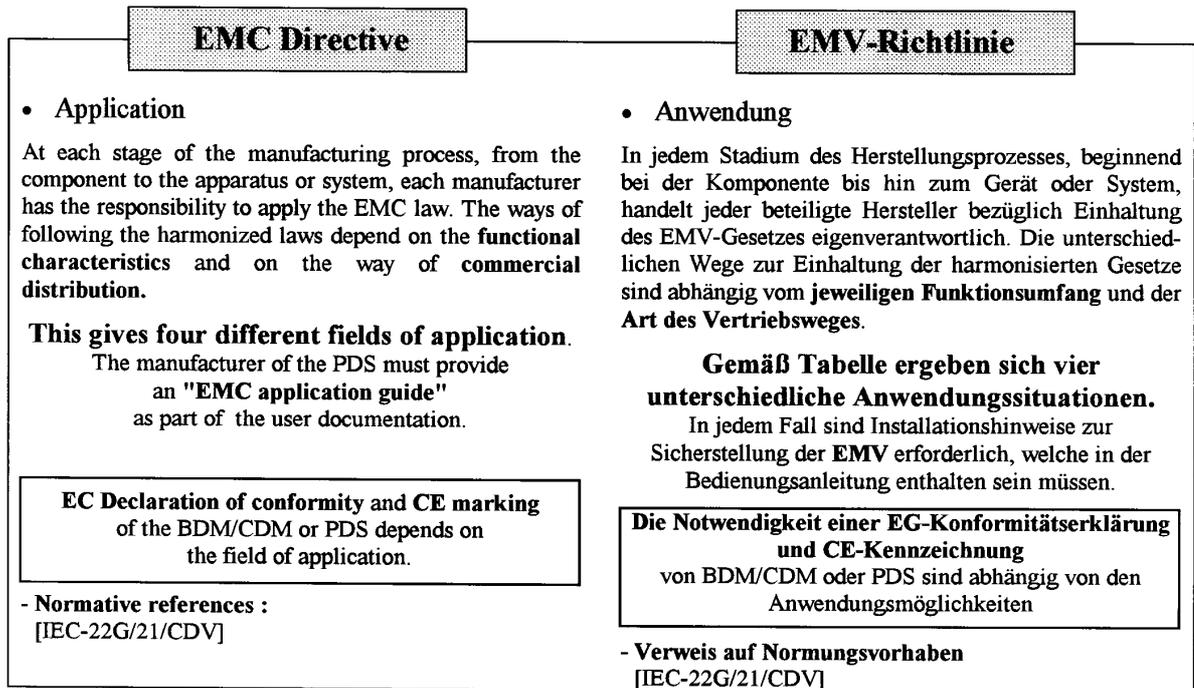 EMC Directive
• Application
At each stage of the manufacturing process, from the
component to the apparatus or system, each manufacturer
has the responsibility to apply the EMC law. The ways of
following the harmonized laws depend on the functional
characteristics and on the way of commercial
distribution.
This gives four different fields of application.
The manufacturer of the PDS must provide
an "EMC application guide"
as part of the user documentation.
EC Declaration of conformity and CE marking
of the BDM/CDM or PDS depends on
the field of application.
- Normative references :
[IEC-22G/21/CDV]
EMV-Richtlinie
• Anwendung
In jedem Stadium des Herstellungsprozesses, beginnend
bei der Komponente bis hin zum Gerät oder System,
handelt jeder beteiligte Hersteller bezüglich Einhaltung
des EMV-Gesetzes eigenverantwortlich. Die unterschied-
lichen Wege zur Einhaltung der harmonisierten Gesetze
sind abhängig vom jeweiligen Funktionsumfang und der
Art des Vertriebsweges.
Gemäß Tabelle ergeben sich vier
unterschiedliche Anwendungssituationen.
In jedem Fall sind Installationshinweise zur
Sicherstellung der EMV erforderlich, welche in der
Bedienungsanleitung enthalten sein müssen.
Die Notwendigkeit einer EG-Konformitätserklärung
und CE-Kennzeichnung
von BDM/CDM oder PDS sind abhängig von den
Anwendungsmöglichkeiten
- Verweis auf Normungsvorhaben
[IEC-22G/21/CDV]